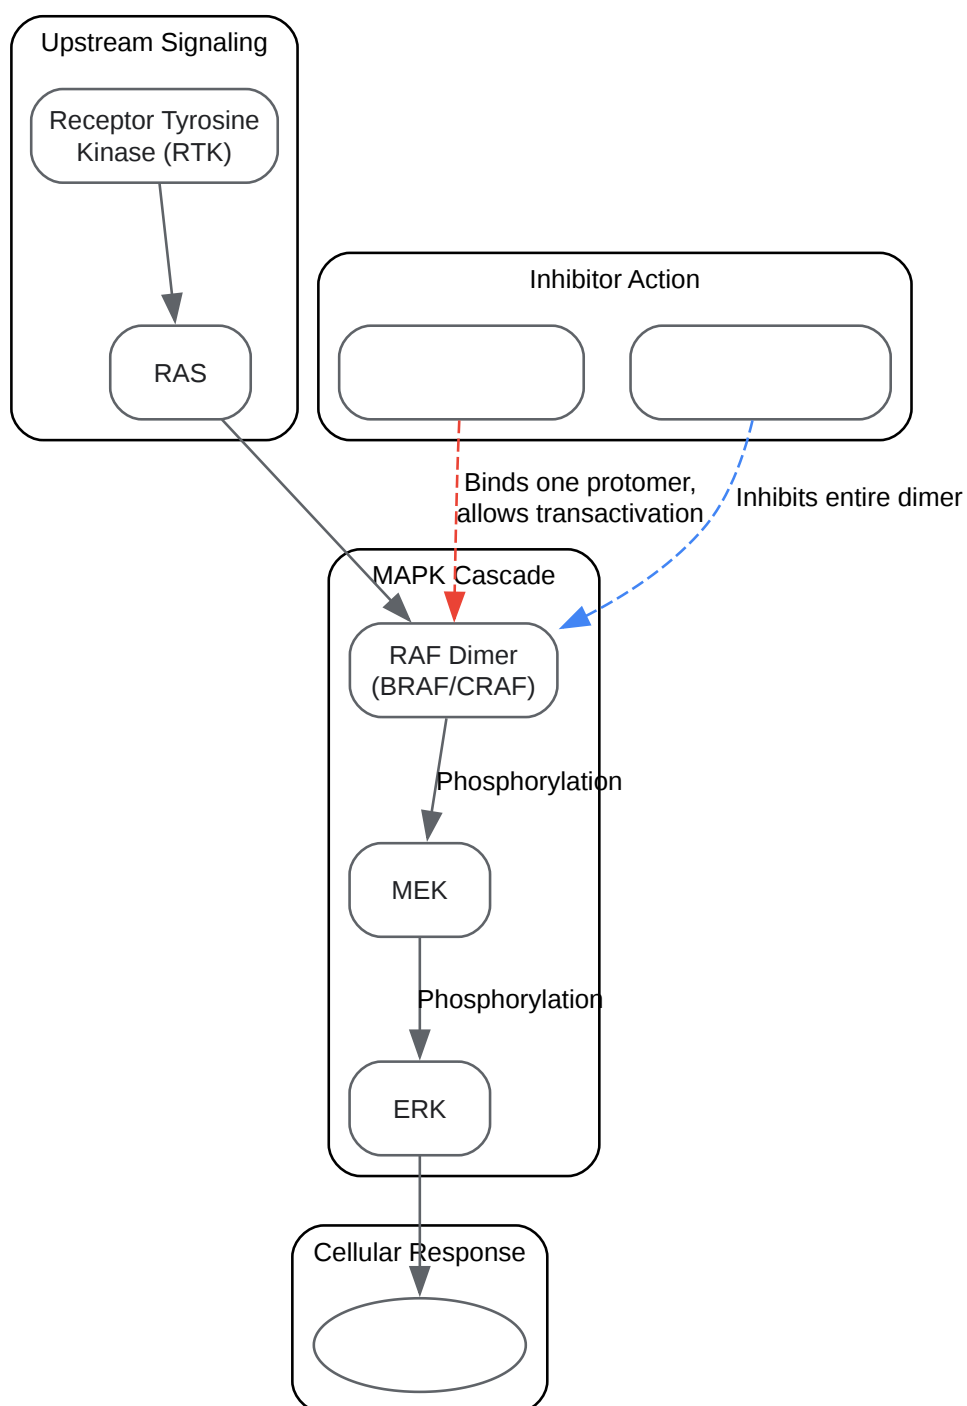 Upstream Signaling
Receptor Tyrosine
Kinase (RTK)
RAS
Inhibitor Action
Binds one protomer,
allows transactivation
Inhibits entire dimer
MAPK Cascade
RAF Dimer
(BRAF/CRAF)
Phosphorylation
MEK
Phosphorylation
ERK
Cellular Response